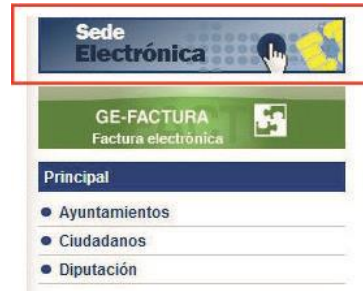 Sede
Electrónica
GE-FACTURA
Factura electrónica
Principal
Ayuntamientos
Ciudadanos
Diputación